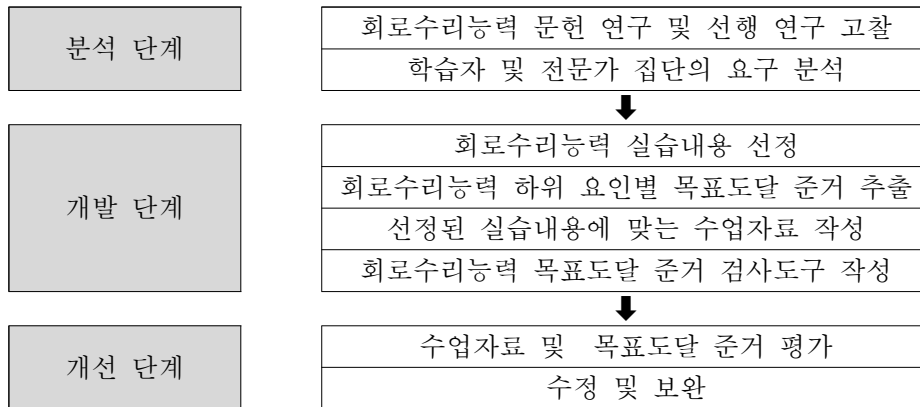 분석 단계
회로수리능력 문헌 연구 및 선행 연구 고찰
학습자 및 전문가 집단의 요구 분석
개발 단계
회로수리능력 실습내용 선정
회로수리능력 하위 요인별 목표도달 준거 추출
선정된 실습내용에 맞는 수업자료 작성
회로수리능력 목표도달 준거 검사도구 작성
개선 단계
수업자료 및 목표도달 준거 평가
수정 및 보완